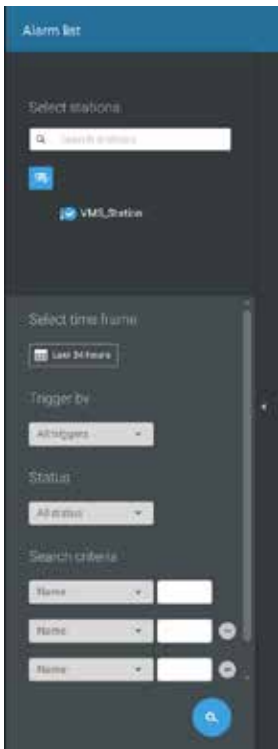 Alarm list
Select stations
Search stations
VMS_Station
Select time frame
Last 24 hours
Trigger by
All triggers
Status
All status
Search criteria
Name
Name
Name